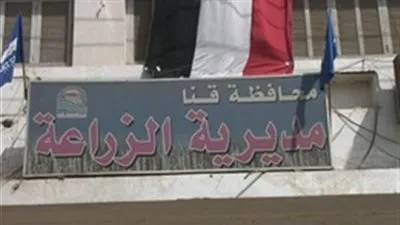 محافظة قنا
مديرية الزراعة